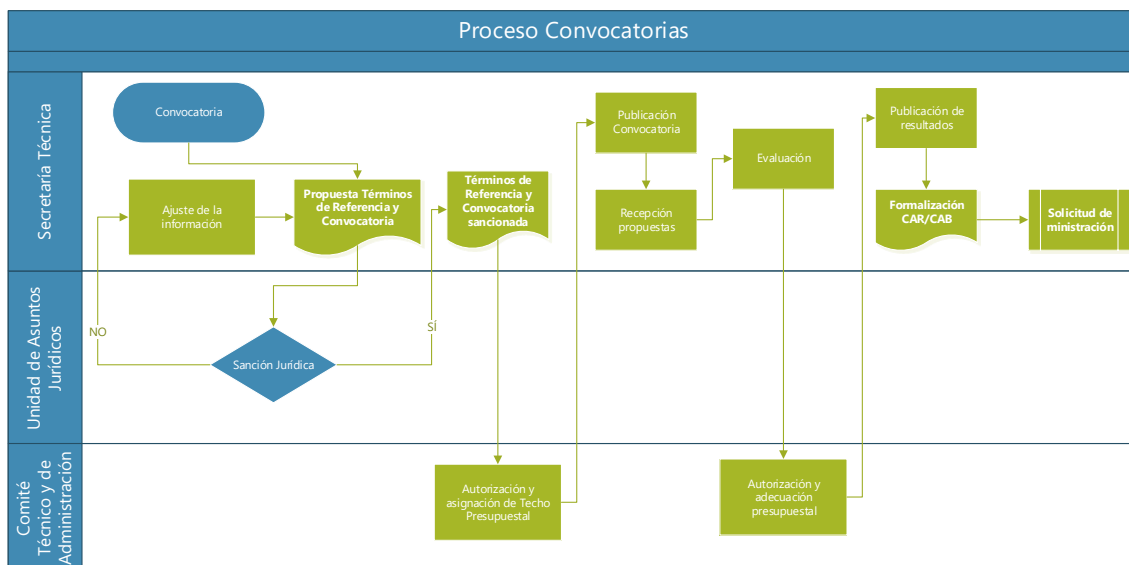 Proceso Convocatorias
Secretaría Técnica
Convocatoria
Ajuste de la
información
Propuesta Términos
de Referencia y
Convocatoria
Términos de
Referencia y
Convocatoria
sancionada
Publicación
Convocatoria
Recepción
propuestas
Evaluación
Publicación de
resultados
Formalización
CAR/CAB
Solicitud de
ministración
Unidad de Asuntos
Jurídicos
NO
Sanción Jurídica
SÍ
Comité
Técnico y de
Administración
Autorización y
asignación de Techo
Presupuestal
Autorización y
adecuación
presupuestal